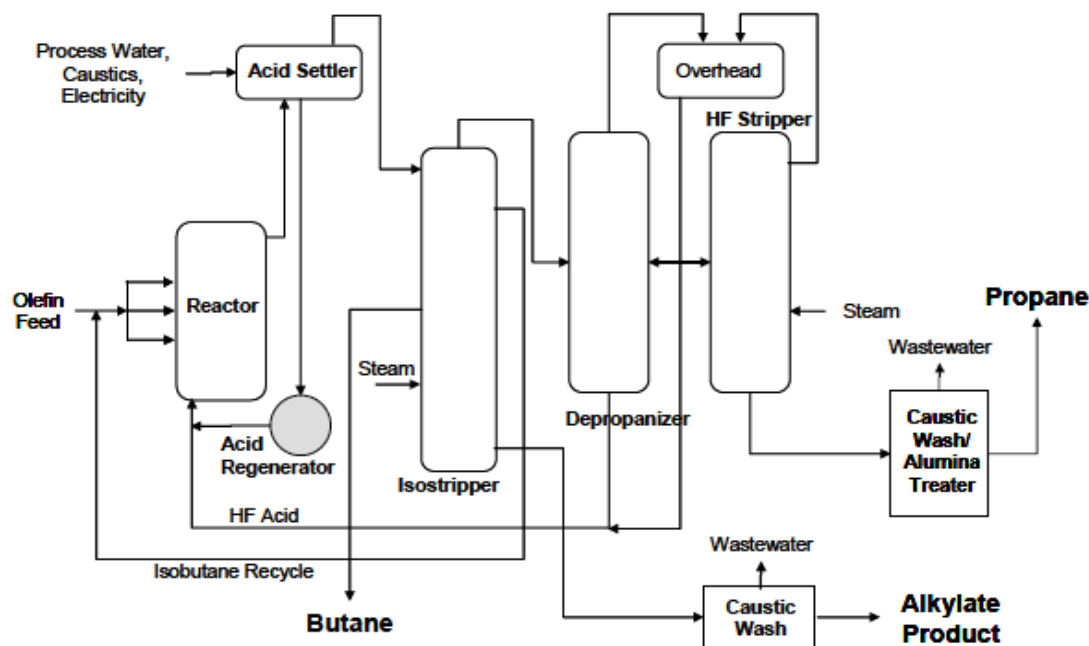 Process Water,
Caustics,
Electricity
Acid Settler
Overhead
HF Stripper
Olefin
Feed
Reactor
Steam
Acid
Regenerator
Isostripper
Depropanizer
Steam
Propane
Wastewater
Caustic
Wash/
Alumina
Treater
HF Acid
Isobutane Recycle
Butane
Wastewater
Caustic
Wash
Alkylate
Product